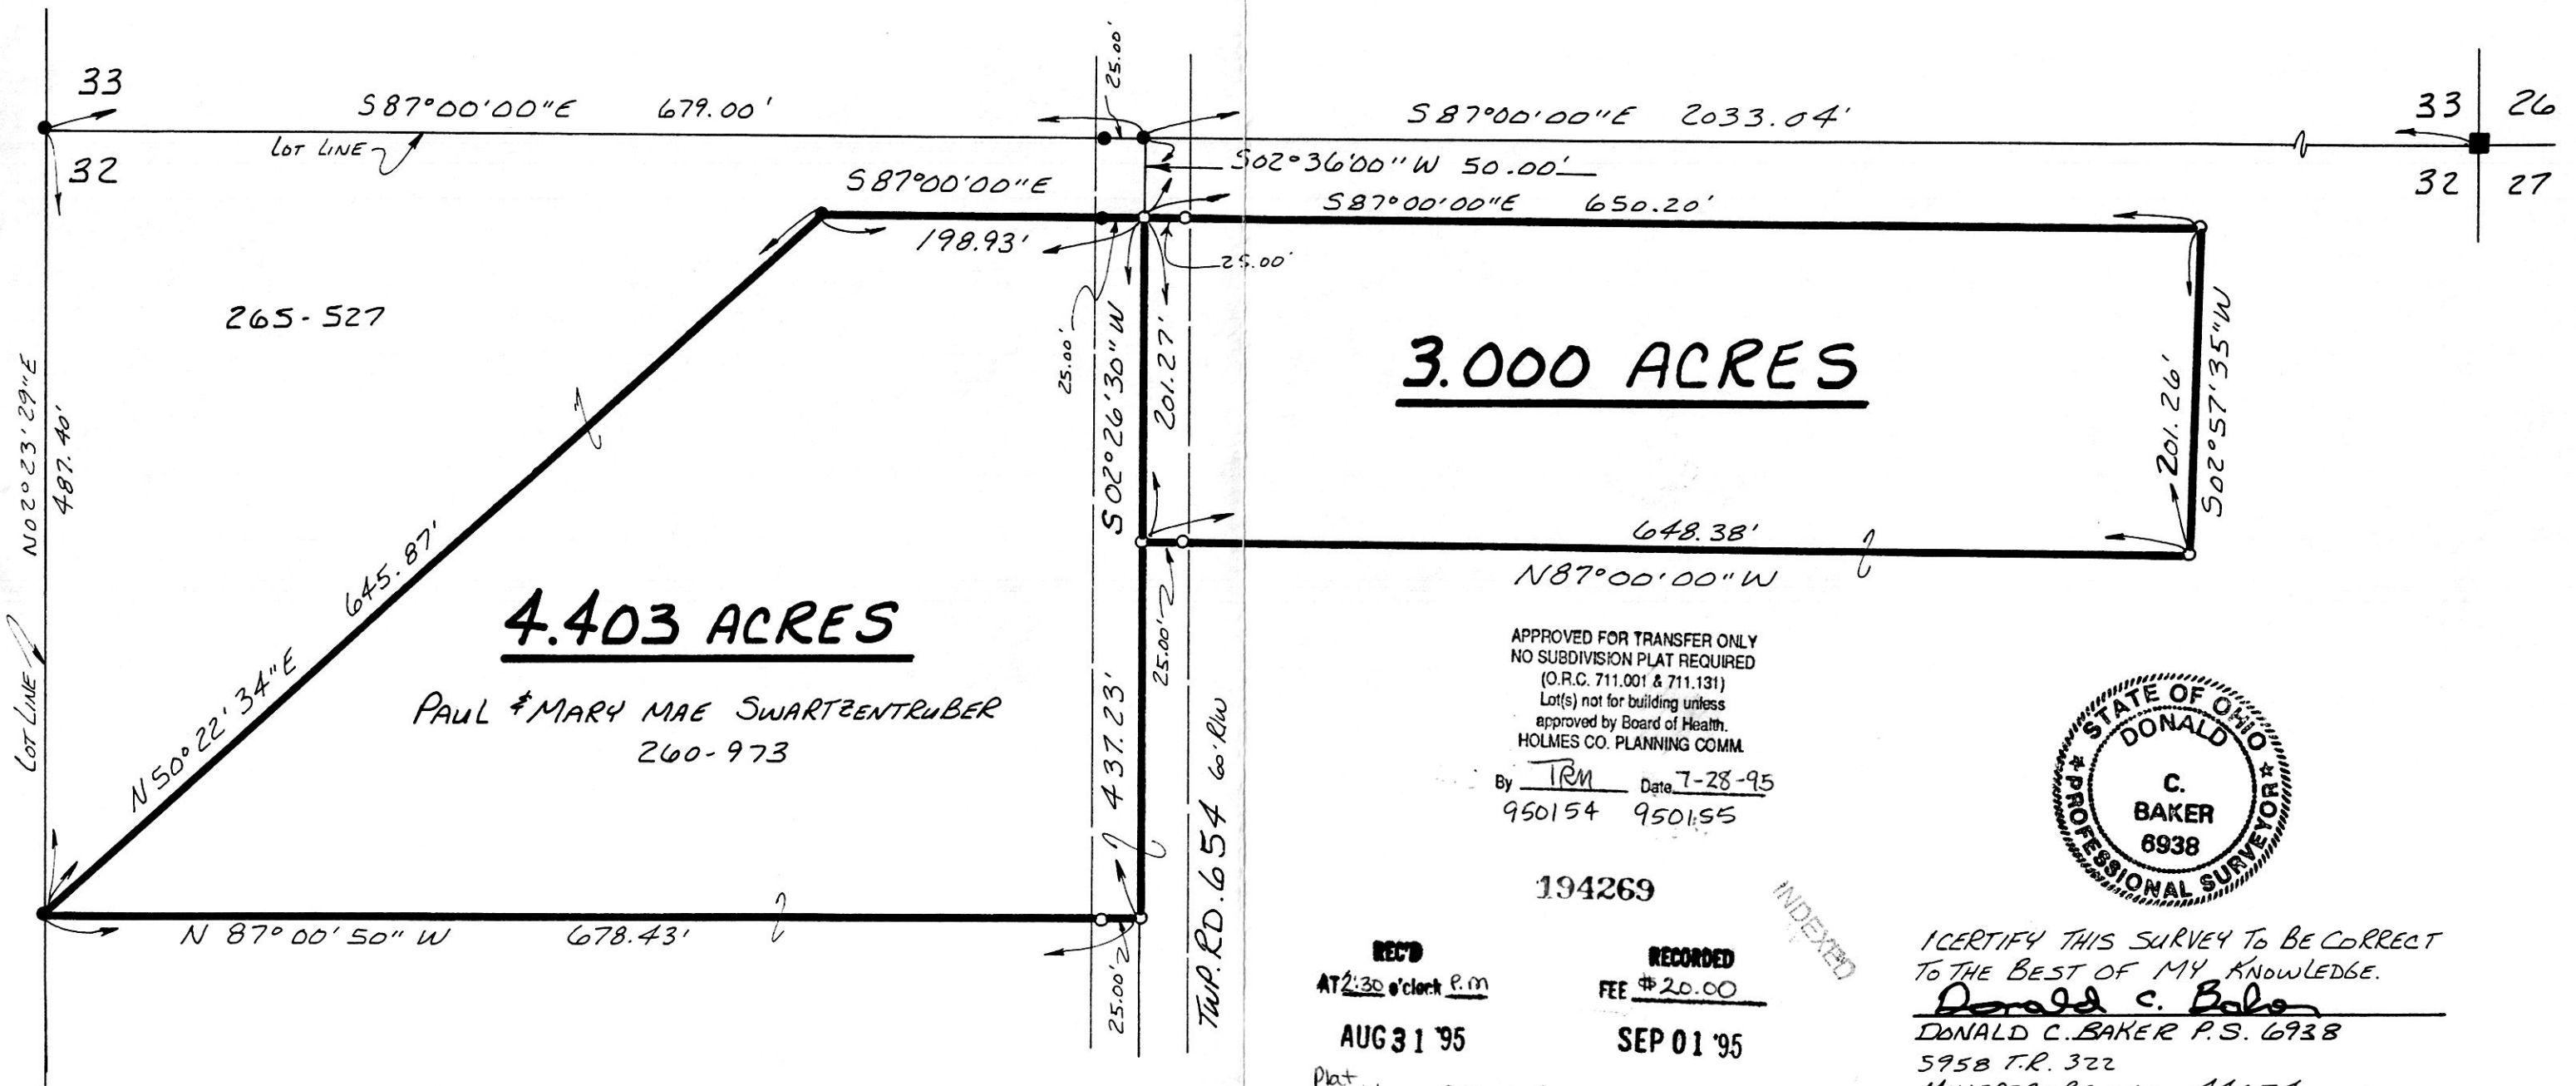 33
S87°00'00"E 679.00'
25.00'
S87°00'00"E 2033.04'
33 26
LOT LINE
32
S02°36'00"W 50.00'
32 27
S87°00'00"E
S87°00'00"E 650.20'
198.93'
25.00'
265-527
25.00'
S02°26'30"W
201.27'
3.000 ACRES
201.26'
S02°57'35"W
N02°23'29"E
487.40'
648.38'
N87°00'00"W
645.87'
N50°22'34"E
LOT LINE
4.403 ACRES
PAUL & MARY MAE SWARTZENTRUBER
260-973
437.23'
25.00'
TWP. RD. 654 60' R/W
N 87°00'50" W 678.43'
25.00'
APPROVED FOR TRANSFER ONLY
NO SUBDIVISION PLAT REQUIRED
(O.R.C. 711.001 & 711.131)
Lot(s) not for building unless
approved by Board of Health.
HOLMES CO. PLANNING COMM.
By TRM Date 7-28-95
950154 950155
194269
INDEXED
REC'D
AT 2:30 o'clock P.m
AUG 31 '95
RECORDED
FEE $20.00
SEP 01 '95
Plat
STATE OF OHIO
DONALD
C.
BAKER
6938
PROFESSIONAL SURVEYOR
I CERTIFY THIS SURVEY TO BE CORRECT
TO THE BEST OF MY KNOWLEDGE.
Donald C. Baker
DONALD C. BAKER P.S. 6938
5958 T.R. 322